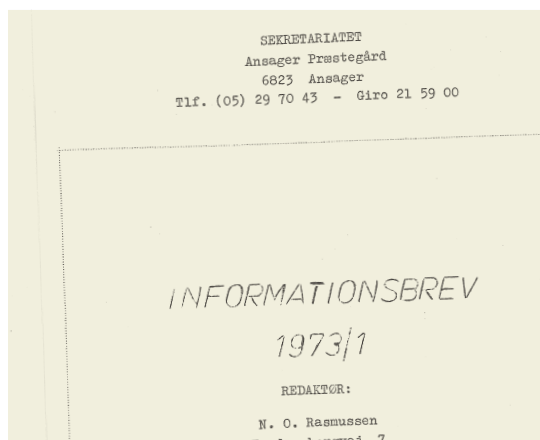 SEKRETARIATET
Ansager Præstegård
6823 Ansager
Tlf. (05) 29 70 43 - Giro 21 59 00
INFORMATIONSBREV
1973/1
REDAKTØR:
N. O. Rasmussen
7